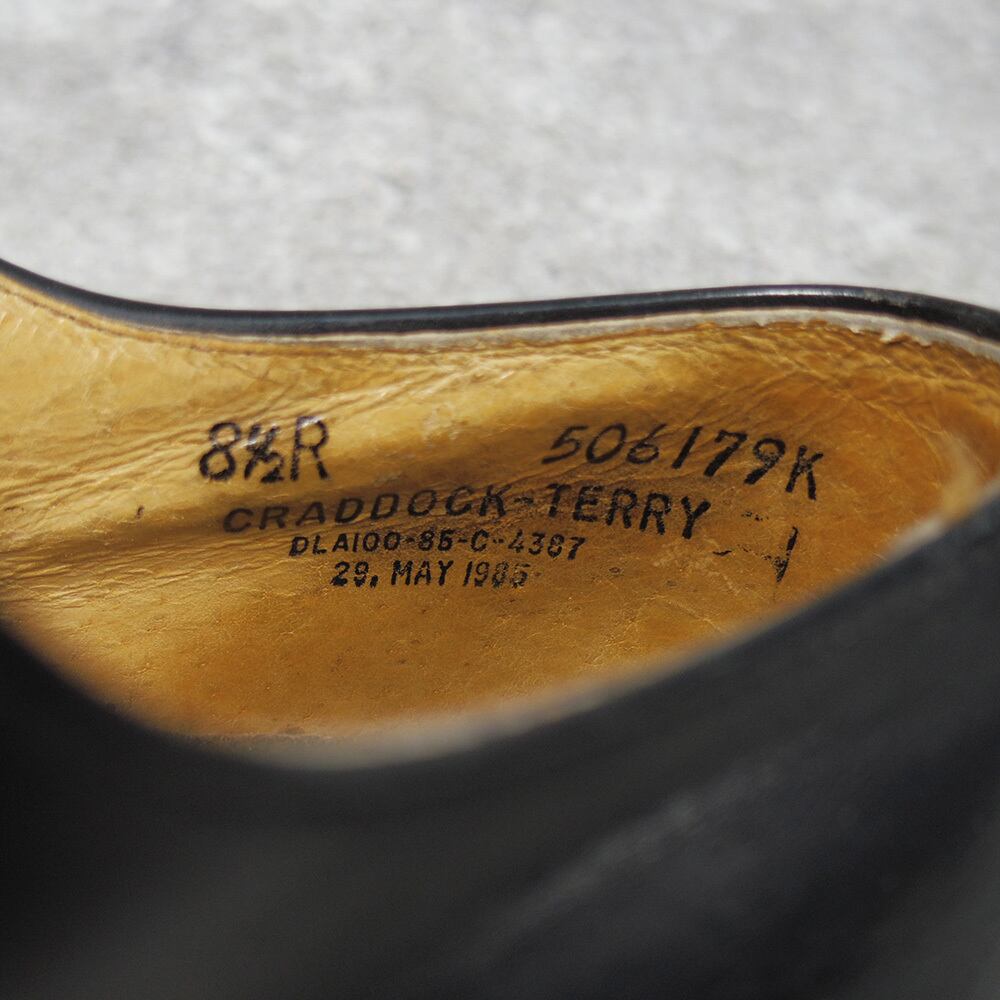 8½R 506179K
CRADDOCK-TERRY
DLA100-85-C-4387
29, MAY 1985